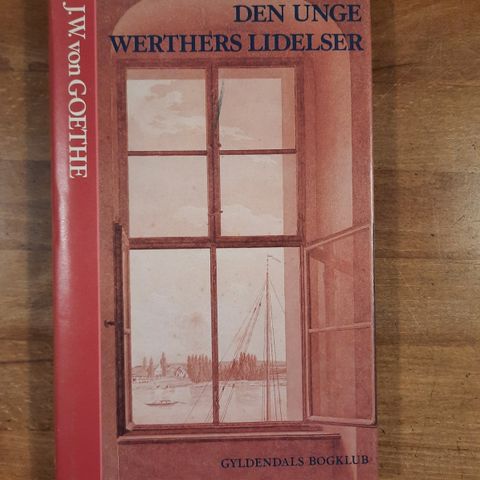 J.W. von GOETHE
DEN UNGE
WERTHERS LIDELSER
GYLDENDALS BOGKLUB